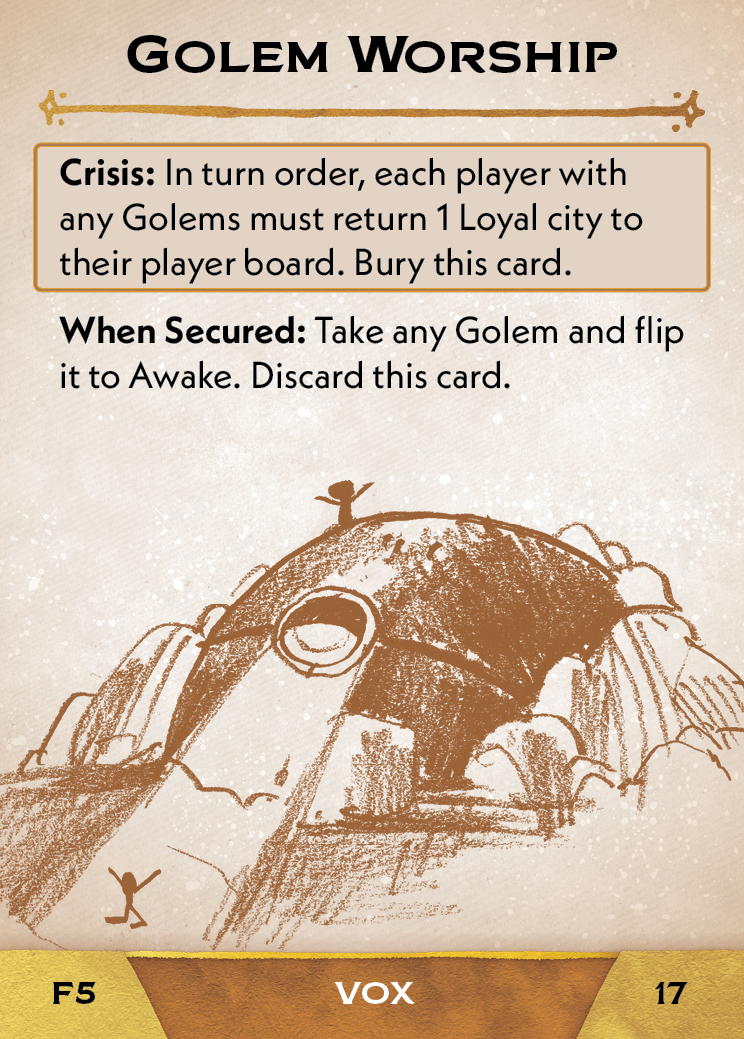 Golem Worship
Crisis: In turn order, each player with
any Golems must return 1 Loyal city to
their player board. Bury this card.
When Secured: Take any Golem and flip
it to Awake. Discard this card.
F5
VOX
17